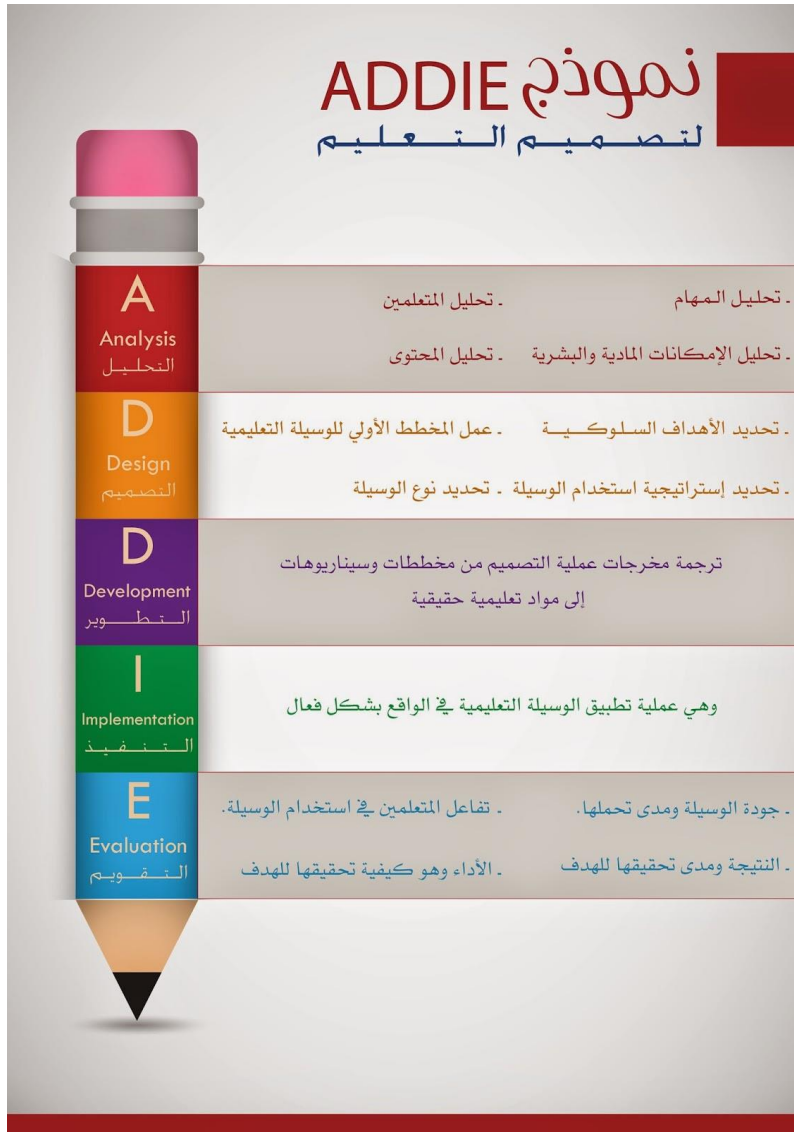 نموذج ADDIE
لتصميم التعليم
A
Analysis
التحليل
. تحليل المهام . تحليل المتعلمين
. تحليل الإمكانات المادية والبشرية . تحليل المحتوى
D
Design
التصميم
. تحديد الأهداف السلوكية . عمل المخطط الأولي للوسيلة التعليمية
. تحديد إستراتيجية استخدام الوسيلة . تحديد نوع الوسيلة
D
Development
التطوير
ترجمة مخرجات عملية التصميم من مخططات وسيناريوهات
إلى مواد تعليمية حقيقية
I
Implementation
التنفيذ
وهي عملية تطبيق الوسيلة التعليمية في الواقع بشكل فعال
E
Evaluation
التقويم
. جودة الوسيلة ومدى تحملها. . تفاعل المتعلمين في استخدام الوسيلة.
. النتيجة ومدى تحقيقها للهدف . الأداء وهو كيفية تحقيقها للهدف